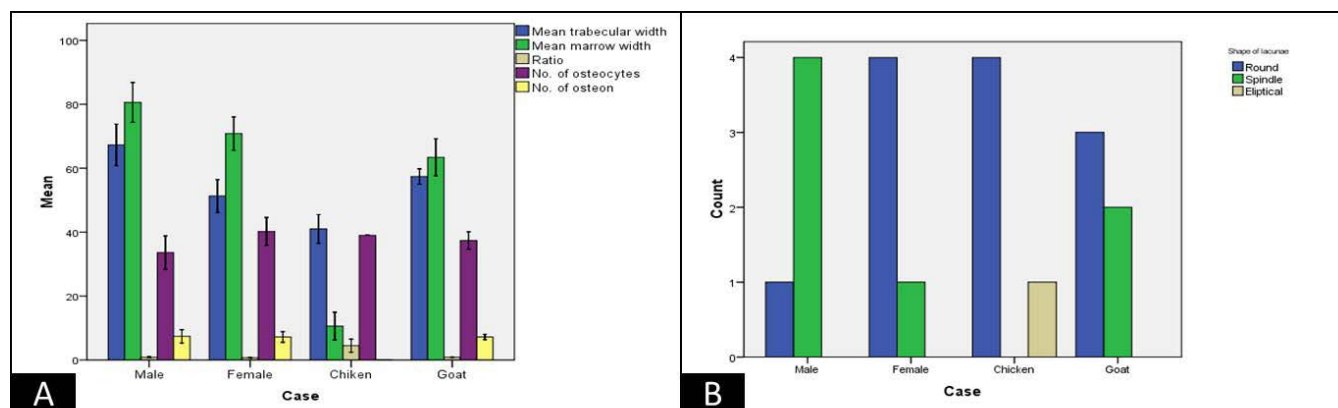 100
80
60
40
20
0
Mean
Male
Female
Chiken
Goat
Case
Mean trabecular width
Mean marrow width
Ratio
No. of osteocytes
No. of osteon
A
4
3
2
1
0
Count
Male
Female
Chicken
Goat
Case
Shape of lacunae
Round
Spindle
Eliptical
B